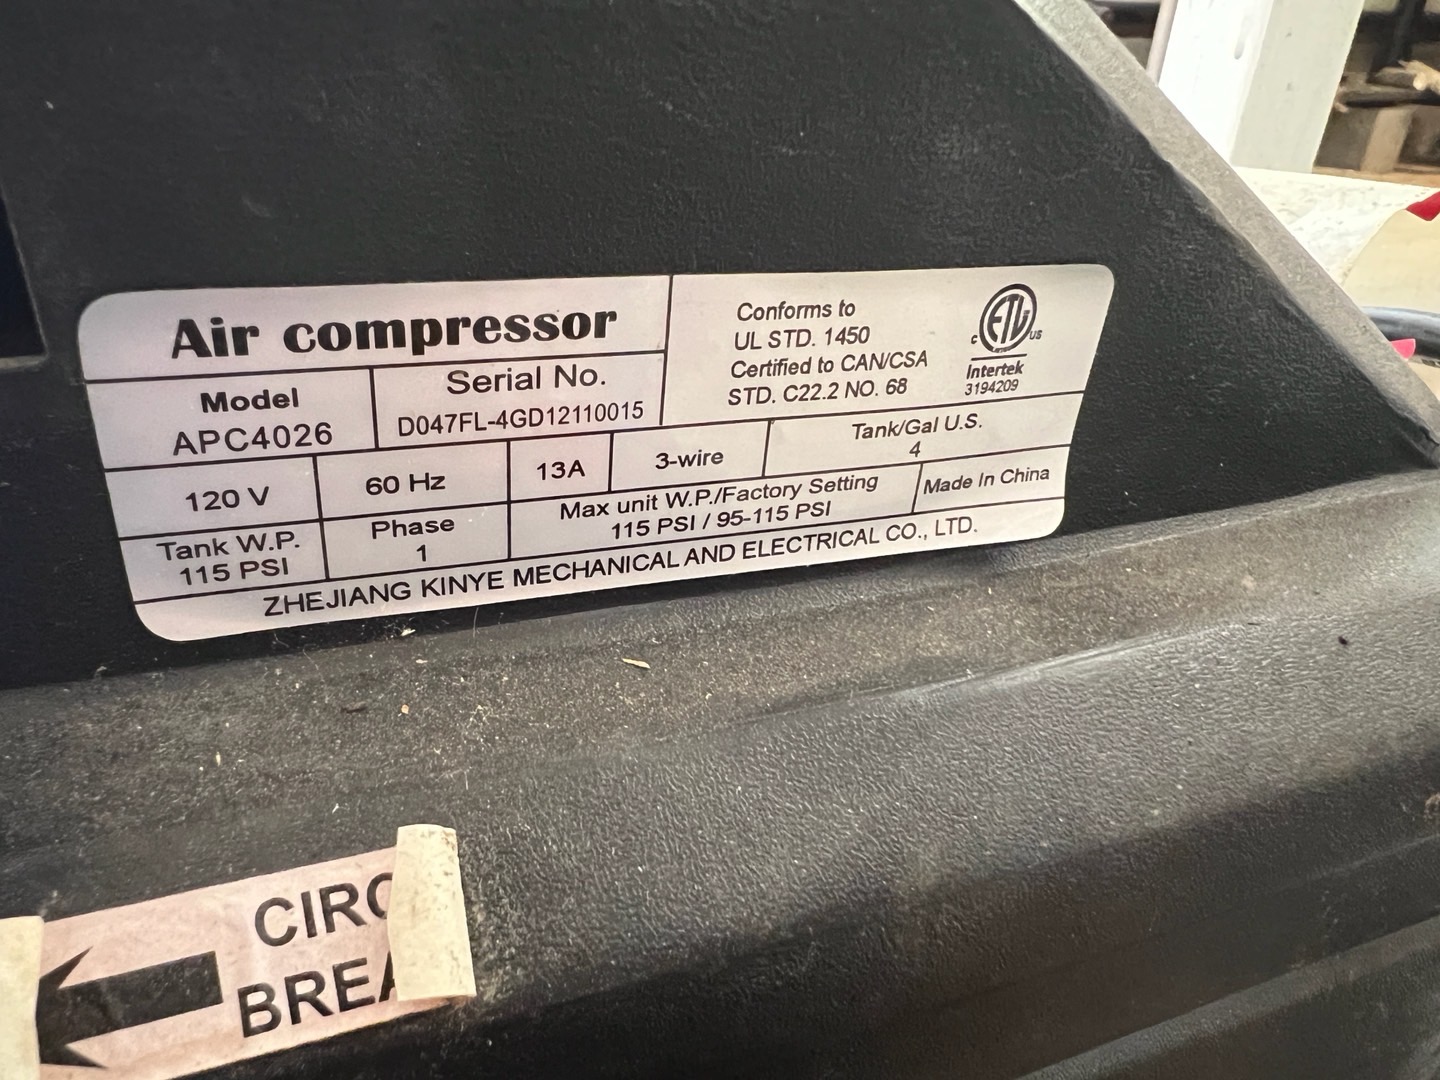 Air compressor
Conforms to
UL STD. 1450
Certified to CAN/CSA
STD. C22.2 NO. 68
c ETL US
Intertek
3194209
Model
APC4026
Serial No.
D047FL-4GD12110015
120 V
60 Hz
13A
3-wire
Tank/Gal U.S.
4
Tank W.P.
115 PSI
Phase
1
Max unit W.P./Factory Setting
115 PSI / 95-115 PSI
Made In China
ZHEJIANG KINYE MECHANICAL AND ELECTRICAL CO., LTD.
CIRC
BREA